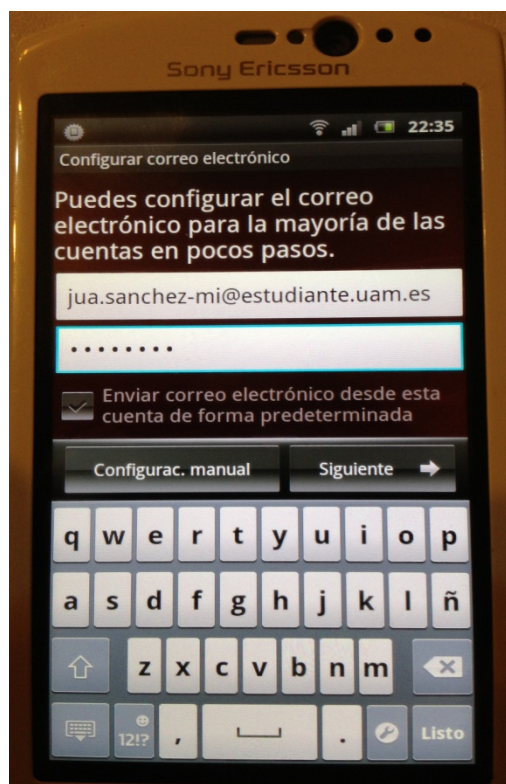 Sony Ericsson
22:35
Configurar correo electrónico
Puedes configurar el correo
electrónico para la mayoría de las
cuentas en pocos pasos.
jua.sanchez-mi@estudiante.uam.es
••••••••
Enviar correo electrónico desde esta
cuenta de forma predeterminada
Configurac. manual Siguiente
q w e r t y u i o p
a s d f g h j k l ñ
z x c v b n m
12!? , . Listo